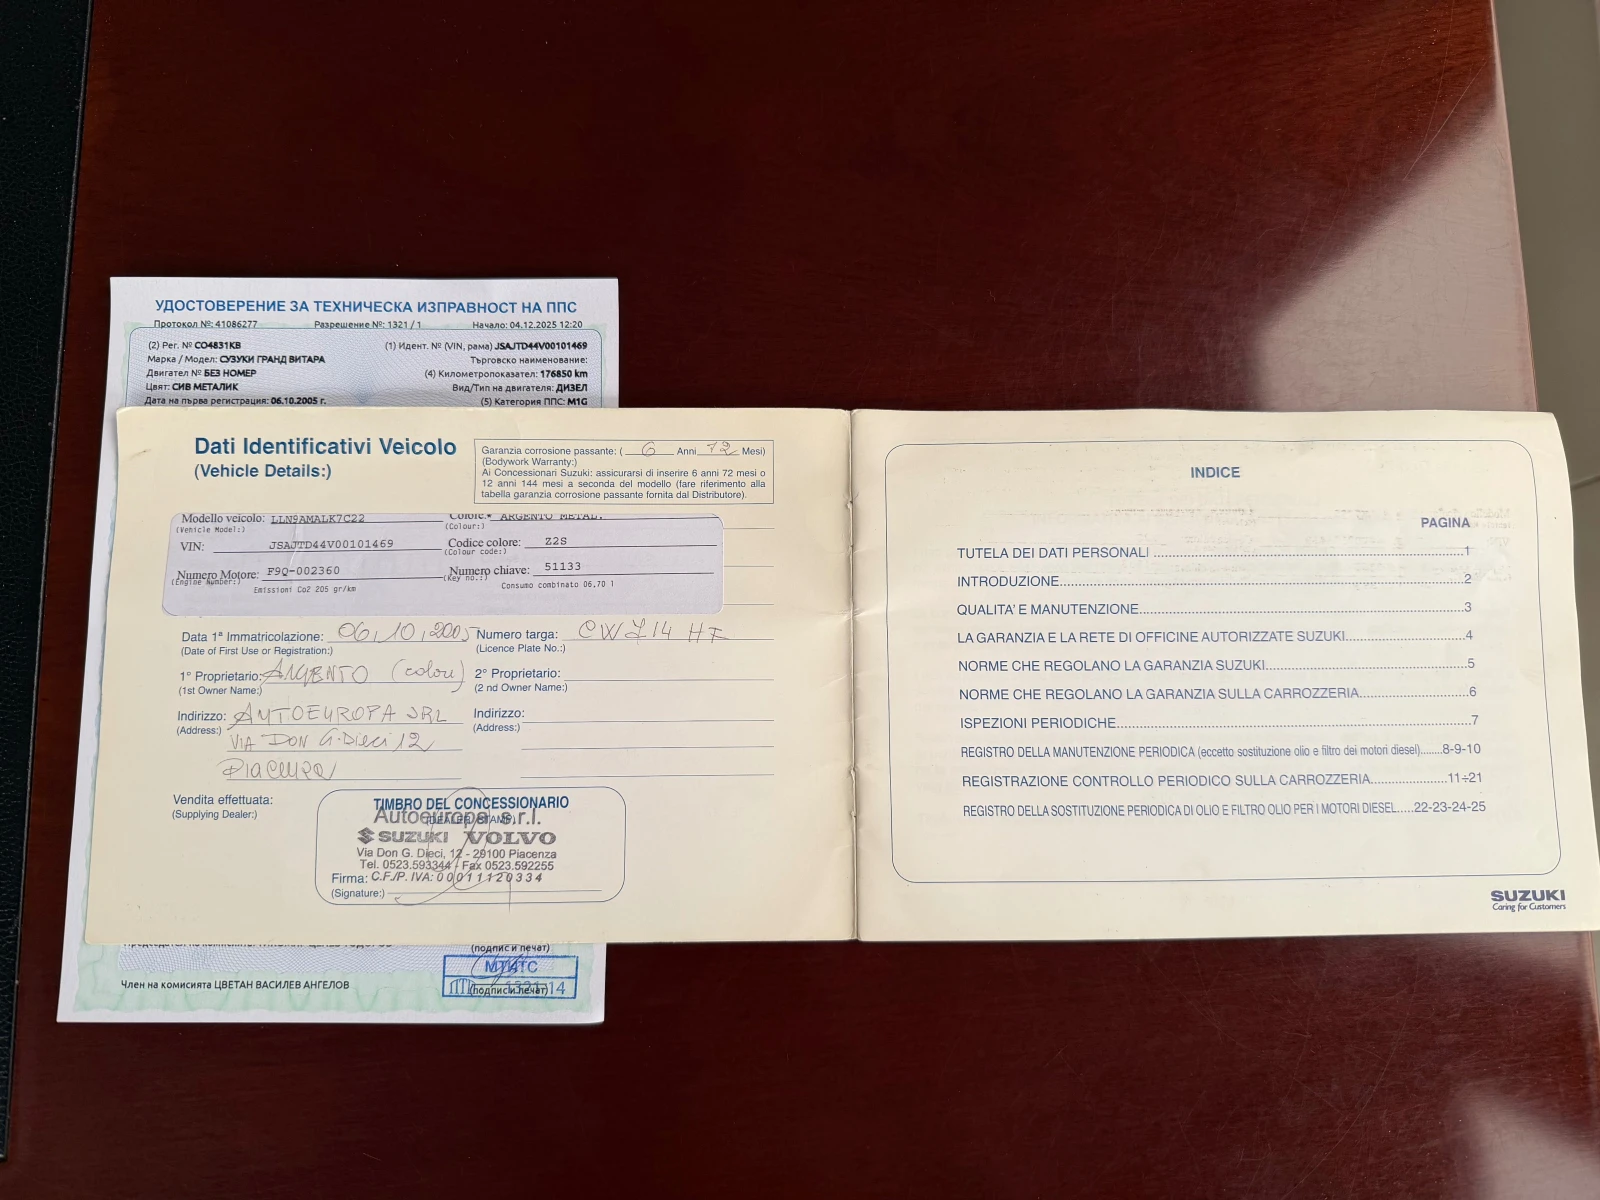 УДОСТОВЕРЕНИЕ ЗА ТЕХНИЧЕСКА ИЗПРАВНОСТ НА ППС
Протокол №: 41086277 Разрешение №: 1321 / 1 Начало: 04.12.2025 12:20
(2) Рег. № CO4831KB (1) Идент. № (VIN, рама) JSAJTD44V00101469
Марка / Модел: СУЗУКИ ГРАНД ВИТАРА Търговско наименование:
Двигател № БЕЗ НОМЕР (4) Километропоказател: 176850 km
Цвят: СИВ МЕТАЛИК Вид/Тип на двигателя: ДИЗЕЛ
Дата на първа регистрация: 06.10.2005 г. (5) Категория ППС: M1G
Dati Identificativi Veicolo
(Vehicle Details:)
Garanzia corrosione passante: ( 6 Anni 72 Mesi)
(Bodywork Warranty:)
Ai Concessionari Suzuki: assicurarsi di inserire 6 anni 72 mesi o
12 anni 144 mesi a seconda del modello (fare riferimento alla
tabella garanzia corrosione passante fornita dal Distributore).
Modello veicolo: LLN9AMALK7C22 Colore: ARGENTO METAL.
(Vehicle Model:) (Colour:)
VIN: JSAJTD44V00101469 Codice colore: Z2S
(Colour code:)
Numero Motore: F9Q-002360 Numero chiave: 51133
(Engine Number:) (Key no.:)
Emissioni Co2 205 gr/km Consumo combinato 06,70 l
Data 1ª Immatricolazione: 06,10,2005 Numero targa: CW714 HF
(Date of First Use or Registration:) (Licence Plate No.:)
1° Proprietario: ARGENTO (colou) 2° Proprietario:
(1st Owner Name:) (2 nd Owner Name:)
Indirizzo: AUTOEUROPA SRL Indirizzo:
(Address:) (Address:)
VIA DON G. Dieci 12
Piacenza
Vendita effettuata:
(Supplying Dealer:)
TIMBRO DEL CONCESSIONARIO
(DEALER STAMP)
Autoeuropa s.r.l.
SUZUKI VOLVO
Via Don G. Dieci, 12 - 29100 Piacenza
Tel. 0523.593344 - Fax 0523.592255
Firma: C.F./P. IVA: 00011120334
(Signature:)
(подпис и печат)
МТИТС
Член на комисията ЦВЕТАН ВАСИЛЕВ АНГЕЛОВ
(подпис и печат)
INDICE
PAGINA
TUTELA DEI DATI PERSONALI ........1
INTRODUZIONE........2
QUALITA' E MANUTENZIONE........3
LA GARANZIA E LA RETE DI OFFICINE AUTORIZZATE SUZUKI........4
NORME CHE REGOLANO LA GARANZIA SUZUKI........5
NORME CHE REGOLANO LA GARANZIA SULLA CARROZZERIA........6
ISPEZIONI PERIODICHE........7
REGISTRO DELLA MANUTENZIONE PERIODICA (eccetto sostituzione olio e filtro dei motori diesel).......8-9-10
REGISTRAZIONE CONTROLLO PERIODICO SULLA CARROZZERIA........11÷21
REGISTRO DELLA SOSTITUZIONE PERIODICA DI OLIO E FILTRO OLIO PER I MOTORI DIESEL.....22-23-24-25
SUZUKI
Caring for Customers